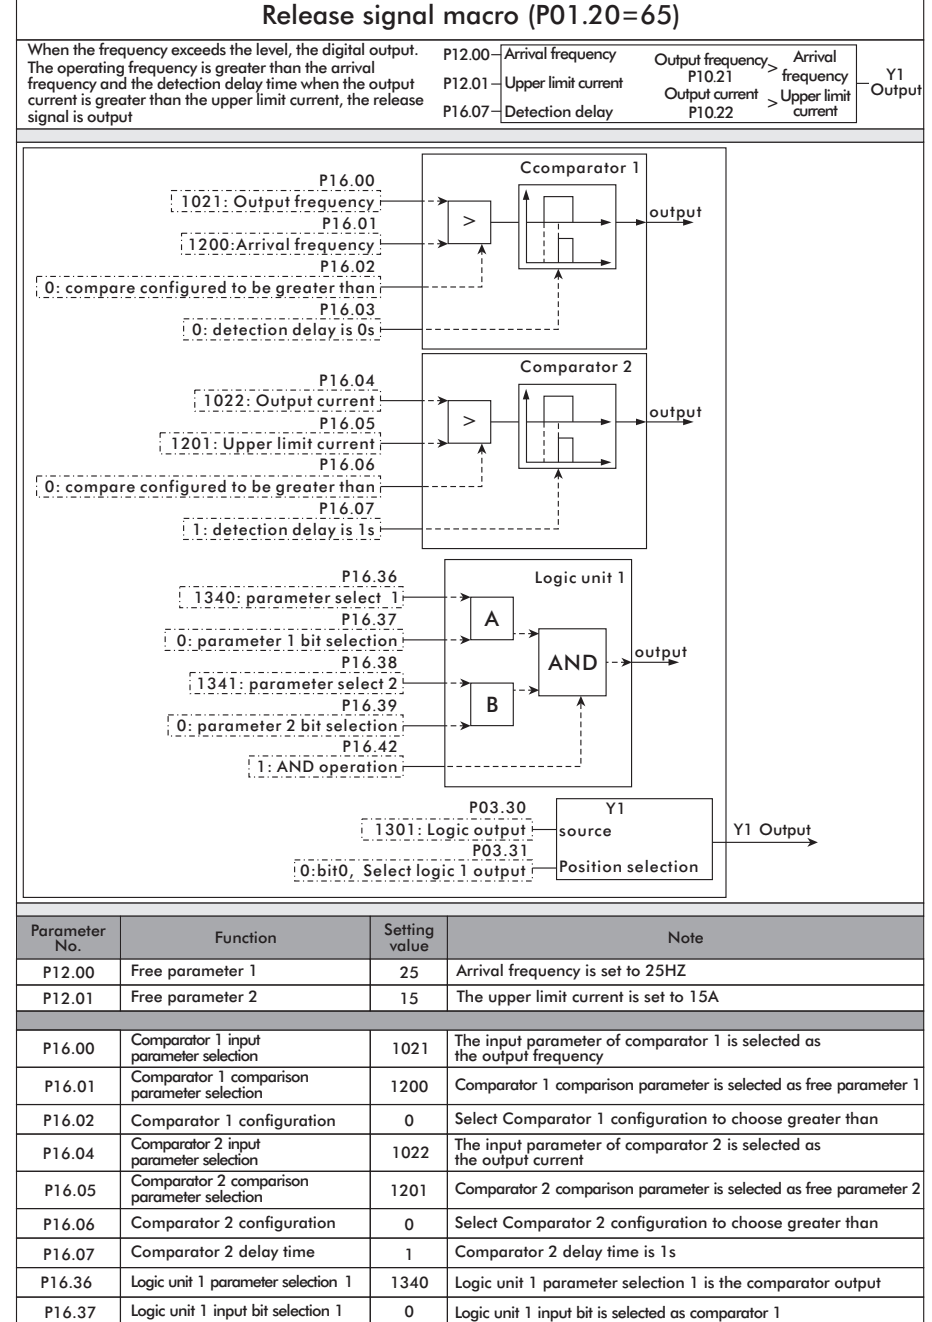 Release signal macro (P01.20=65)
When the frequency exceeds the level, the digital output.
The operating frequency is greater than the arrival
frequency and the detection delay time when the output
current is greater than the upper limit current, the release
signal is output
P12.00 Arrival frequency
P12.01 Upper limit current
P16.07 Detection delay
Output frequency > Arrival
P10.21 frequency
Output current > Upper limit
P10.22 current
Y1
Output
Ccomparator 1
P16.00
1021: Output frequency
P16.01
1200:Arrival frequency
P16.02
0: compare configured to be greater than
P16.03
0: detection delay is 0s
>
output
Comparator 2
P16.04
1022: Output current
P16.05
1201: Upper limit current
P16.06
0: compare configured to be greater than
P16.07
1: detection delay is 1s
>
output
Logic unit 1
P16.36
1340: parameter select 1
P16.37
0: parameter 1 bit selection
P16.38
1341: parameter select 2
P16.39
0: parameter 2 bit selection
P16.42
1: AND operation
A
B
AND
output
P03.30
1301: Logic output
P03.31
0:bit0, Select logic 1 output
Y1
source
Position selection
Y1 Output
Parameter No. Function Setting value Note
P12.00 Free parameter 1 25 Arrival frequency is set to 25HZ
P12.01 Free parameter 2 15 The upper limit current is set to 15A
P16.00 Comparator 1 input parameter selection 1021 The input parameter of comparator 1 is selected as the output frequency
P16.01 Comparator 1 comparison parameter selection 1200 Comparator 1 comparison parameter is selected as free parameter 1
P16.02 Comparator 1 configuration 0 Select Comparator 1 configuration to choose greater than
P16.04 Comparator 2 input parameter selection 1022 The input parameter of comparator 2 is selected as the output current
P16.05 Comparator 2 comparison parameter selection 1201 Comparator 2 comparison parameter is selected as free parameter 2
P16.06 Comparator 2 configuration 0 Select Comparator 2 configuration to choose greater than
P16.07 Comparator 2 delay time 1 Comparator 2 delay time is 1s
P16.36 Logic unit 1 parameter selection 1 1340 Logic unit 1 parameter selection 1 is the comparator output
P16.37 Logic unit 1 input bit selection 1 0 Logic unit 1 input bit is selected as comparator 1